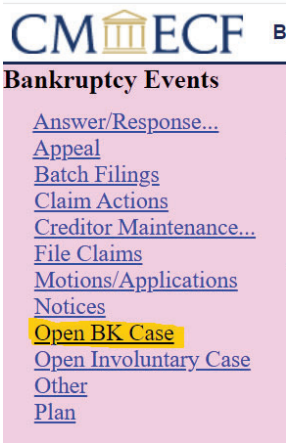 CM ECF B
Bankruptcy Events
Answer/Response...
Appeal
Batch Filings
Claim Actions
Creditor Maintenance...
File Claims
Motions/Applications
Notices
Open BK Case
Open Involuntary Case
Other
Plan